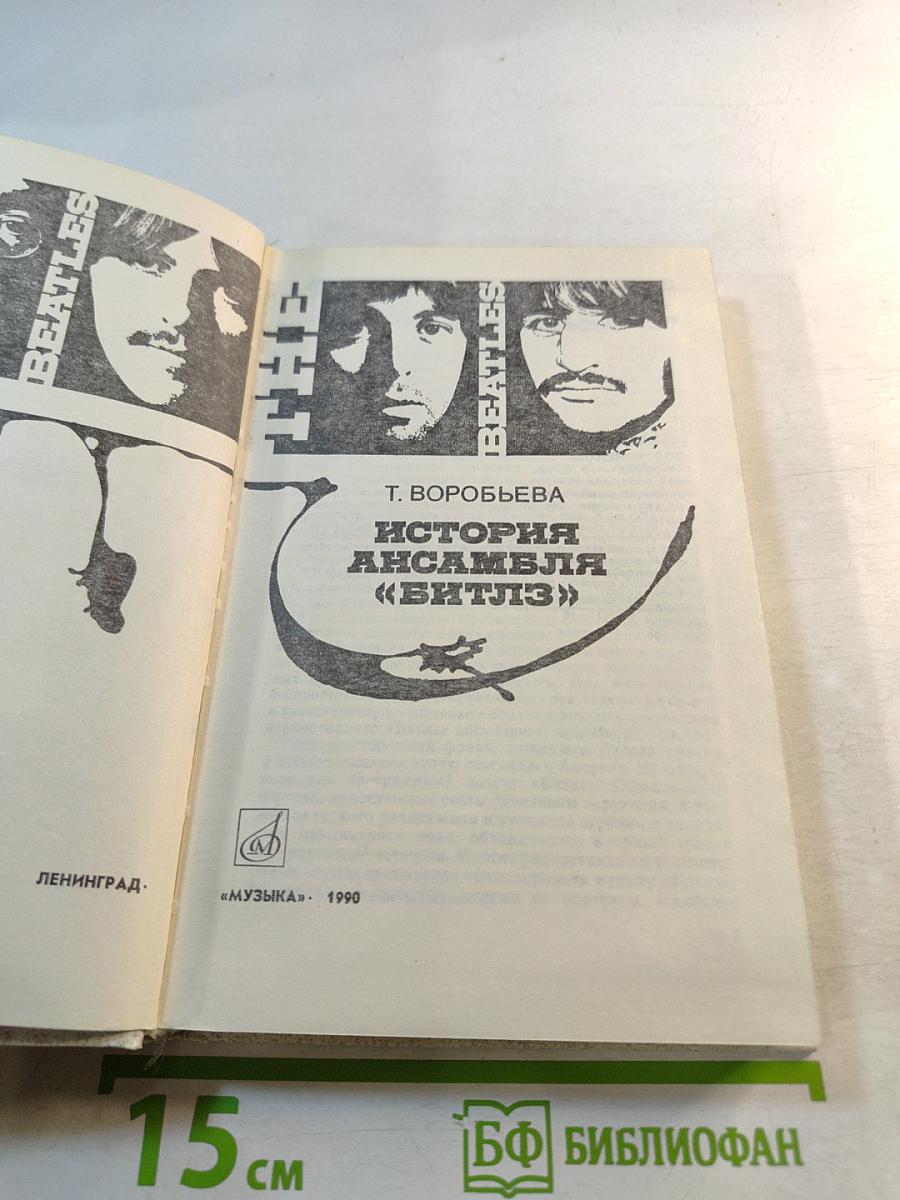 BEATLES
ЛЕНИНГРАД·
THE
BEATLES
Т. ВОРОБЬЕВА
ИСТОРИЯ
АНСАМБЛЯ
«БИТЛЗ»
М
«МУЗЫКА»· 1990
15 см
БФ БИБЛИОФАН